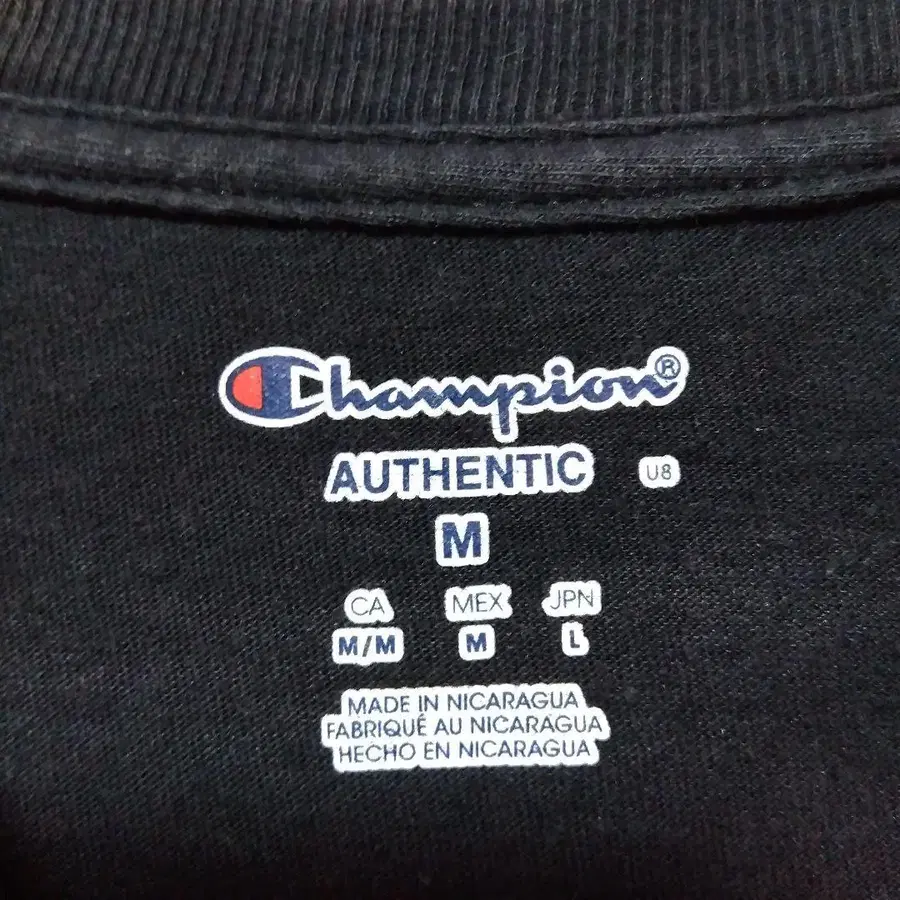 Champion®
AUTHENTIC U8
M
CA MEX JPN
M/M M L
MADE IN NICARAGUA
FABRIQUÉ AU NICARAGUA
HECHO EN NICARAGUA